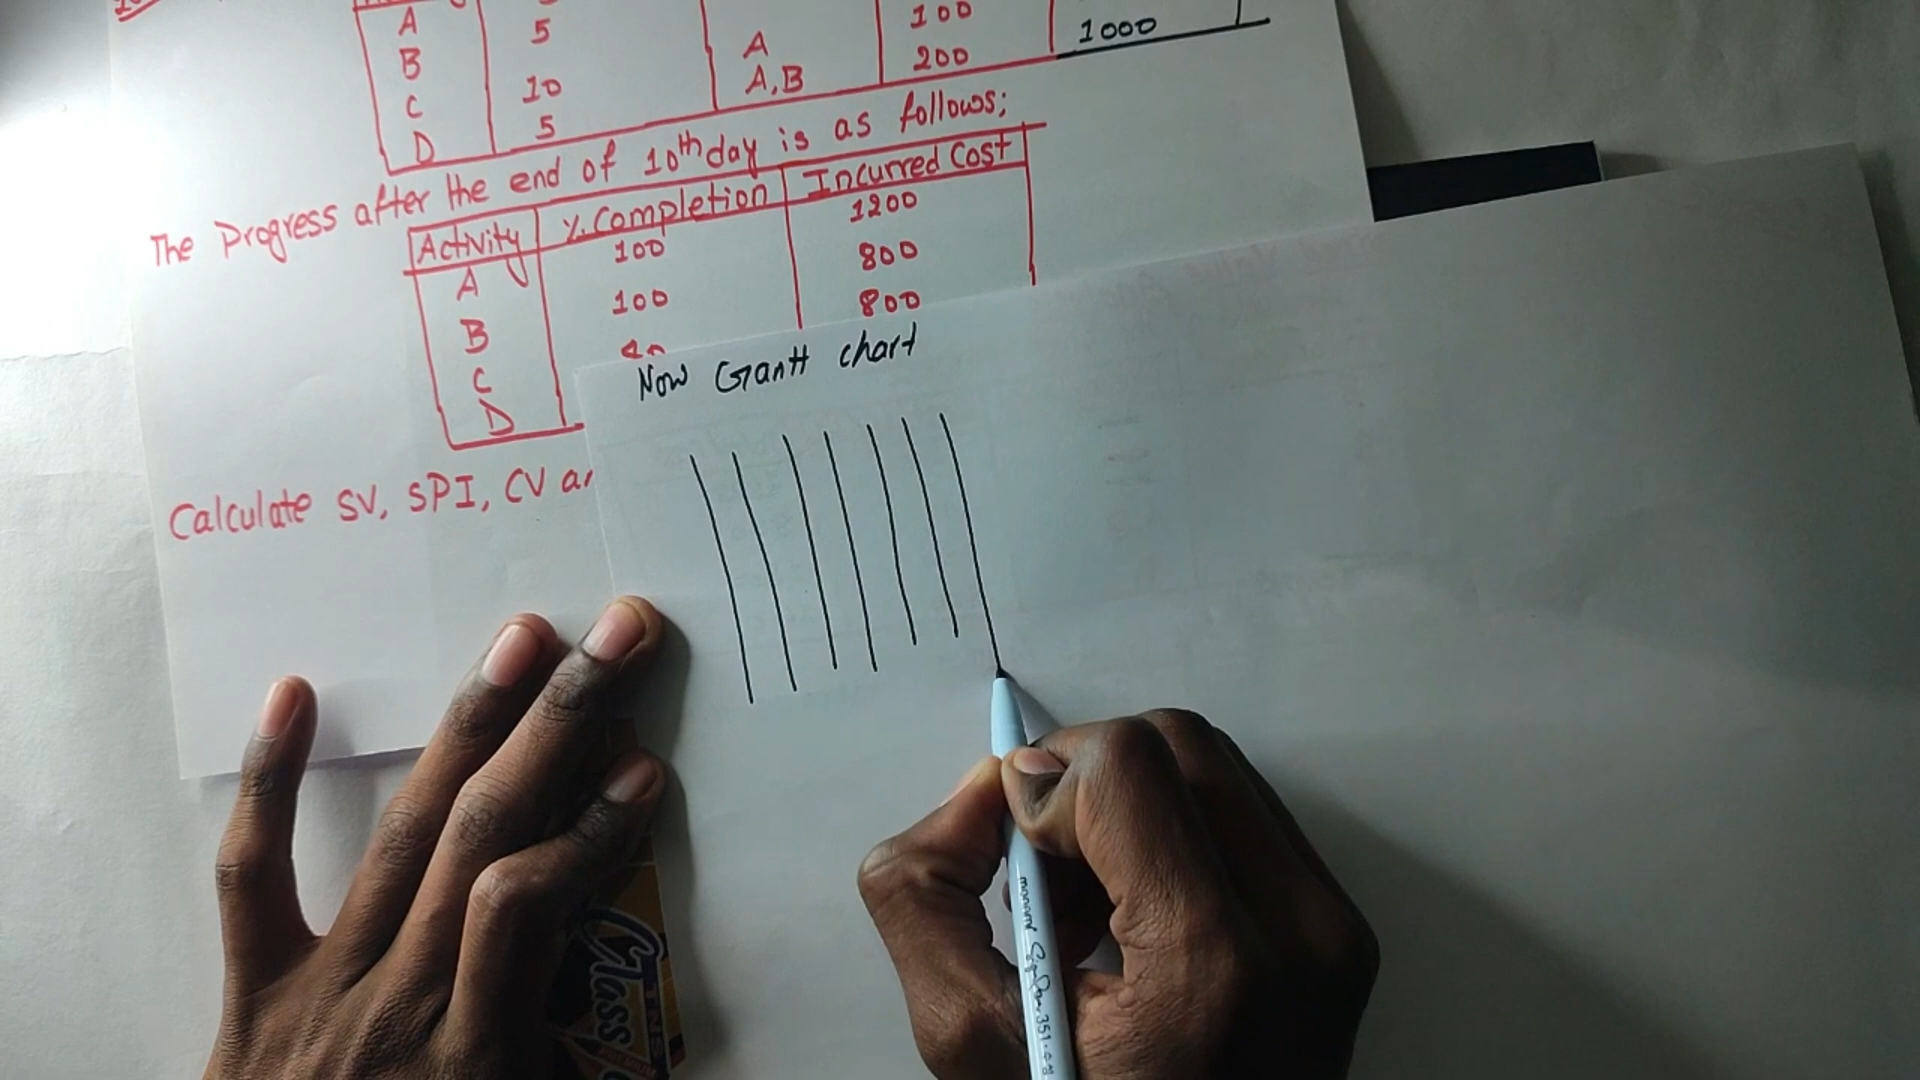 A 5 100
B A 200 1000
C 10 A,B
D 5
The Progress after the end of 10th day is as follows;
Activity %.Completion Incurred Cost
A 100 1200
B 100 800
C 800
D
Calculate SV, SPI, CV
Now Gantt chart
Class